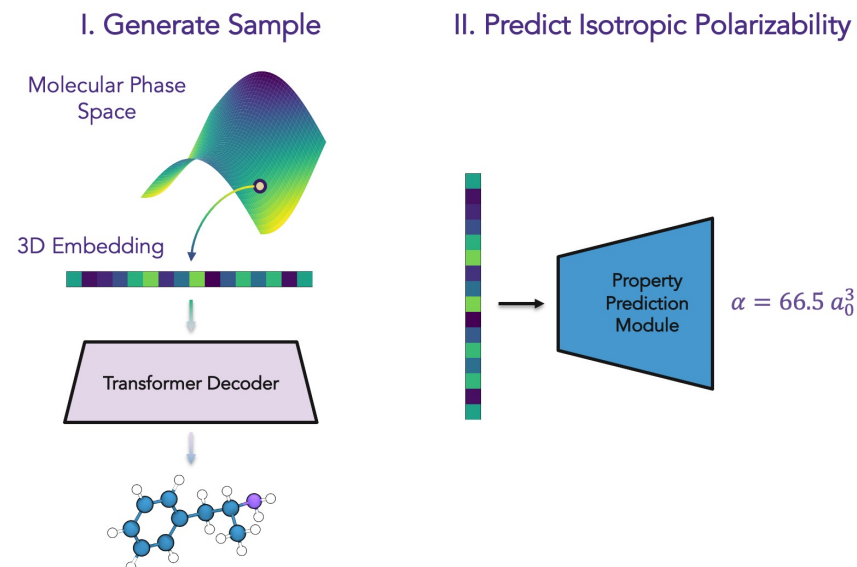 I. Generate Sample
II. Predict Isotropic Polarizability
Molecular Phase
Space
3D Embedding
Transformer Decoder
Property
Prediction
Module
α = 66.5 a₀³